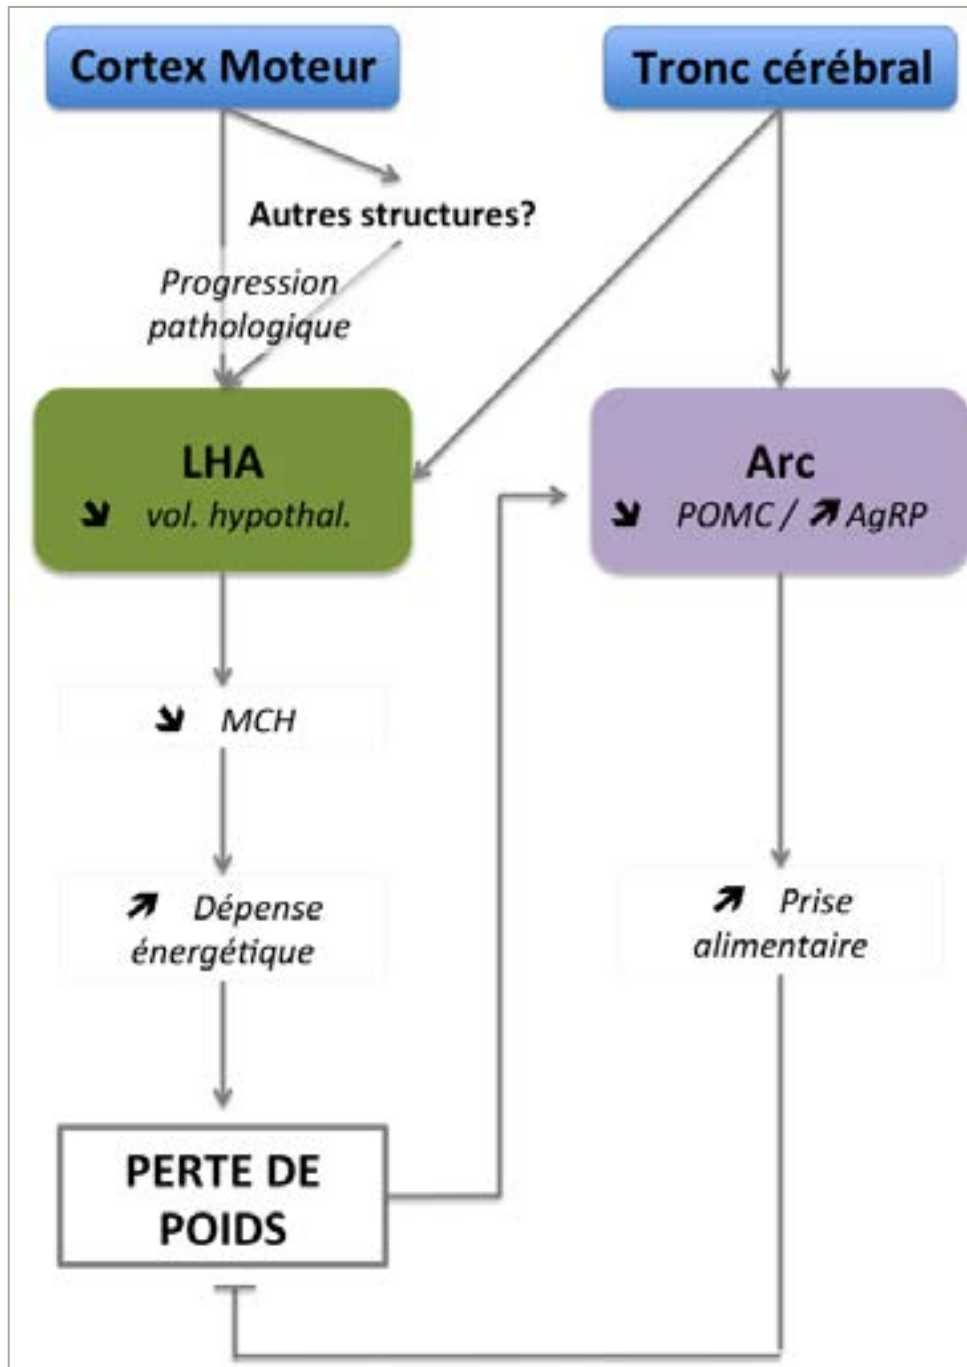 Cortex Moteur
Tronc cérébral
Autres structures?
Progression
pathologique
LHA
➘ vol. hypothal.
Arc
➘ POMC / ➚ AgRP
➘ MCH
➚ Dépense
énergétique
➚ Prise
alimentaire
PERTE DE
POIDS